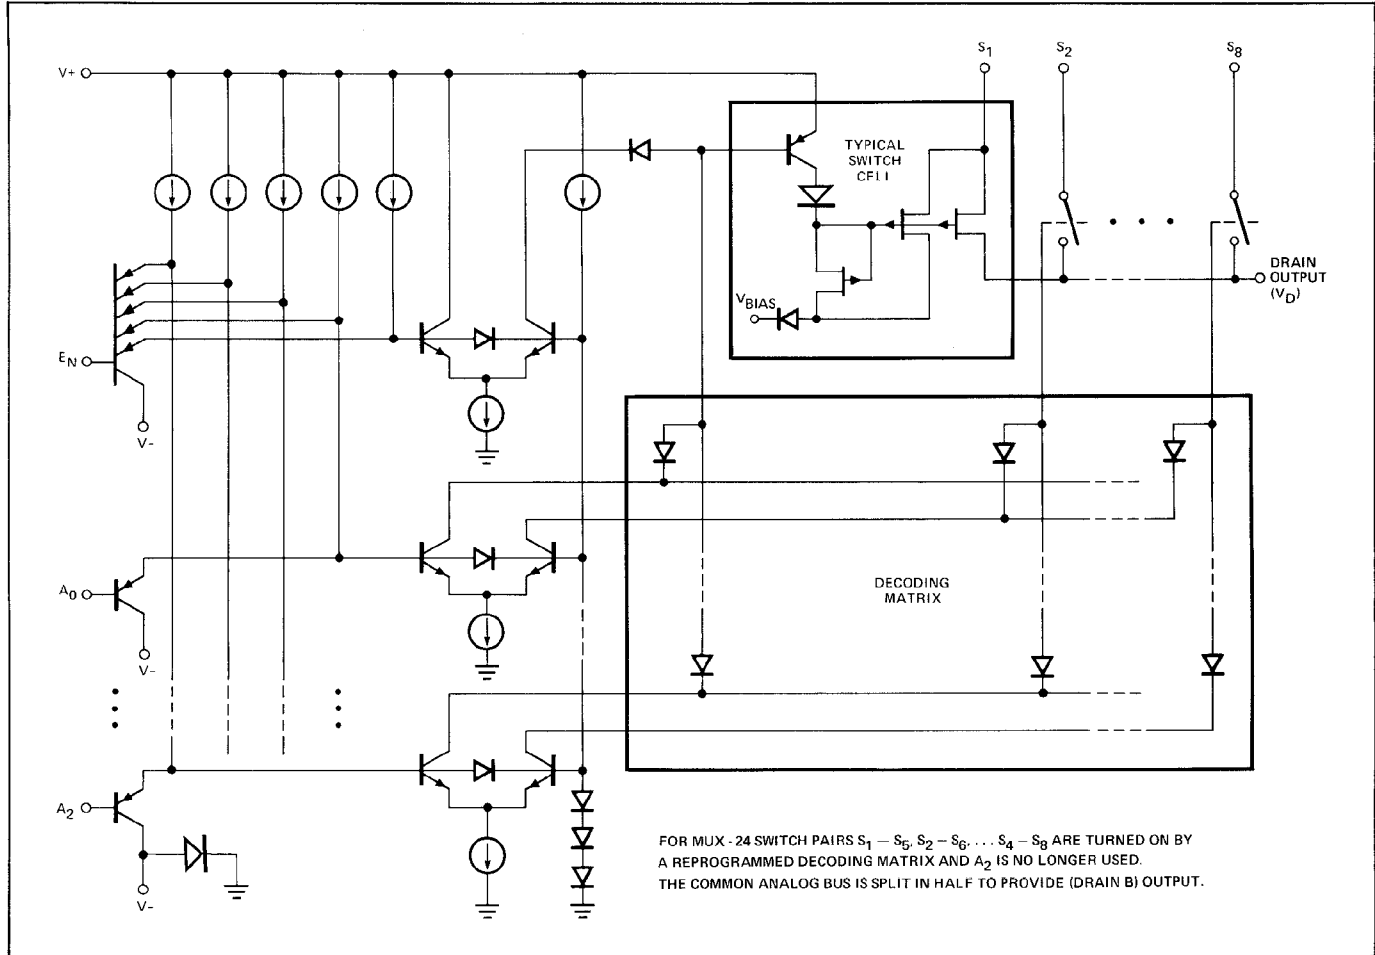 S1
S2
S8
V+
TYPICAL
SWITCH
CELL
DRAIN
OUTPUT
(VD)
VBIAS
EN
V-
A0
V-
DECODING
MATRIX
A2
V-
FOR MUX - 24 SWITCH PAIRS S1 – S5, S2 – S6, . . . S4 – S8 ARE TURNED ON BY
A REPROGRAMMED DECODING MATRIX AND A2 IS NO LONGER USED.
THE COMMON ANALOG BUS IS SPLIT IN HALF TO PROVIDE (DRAIN B) OUTPUT.